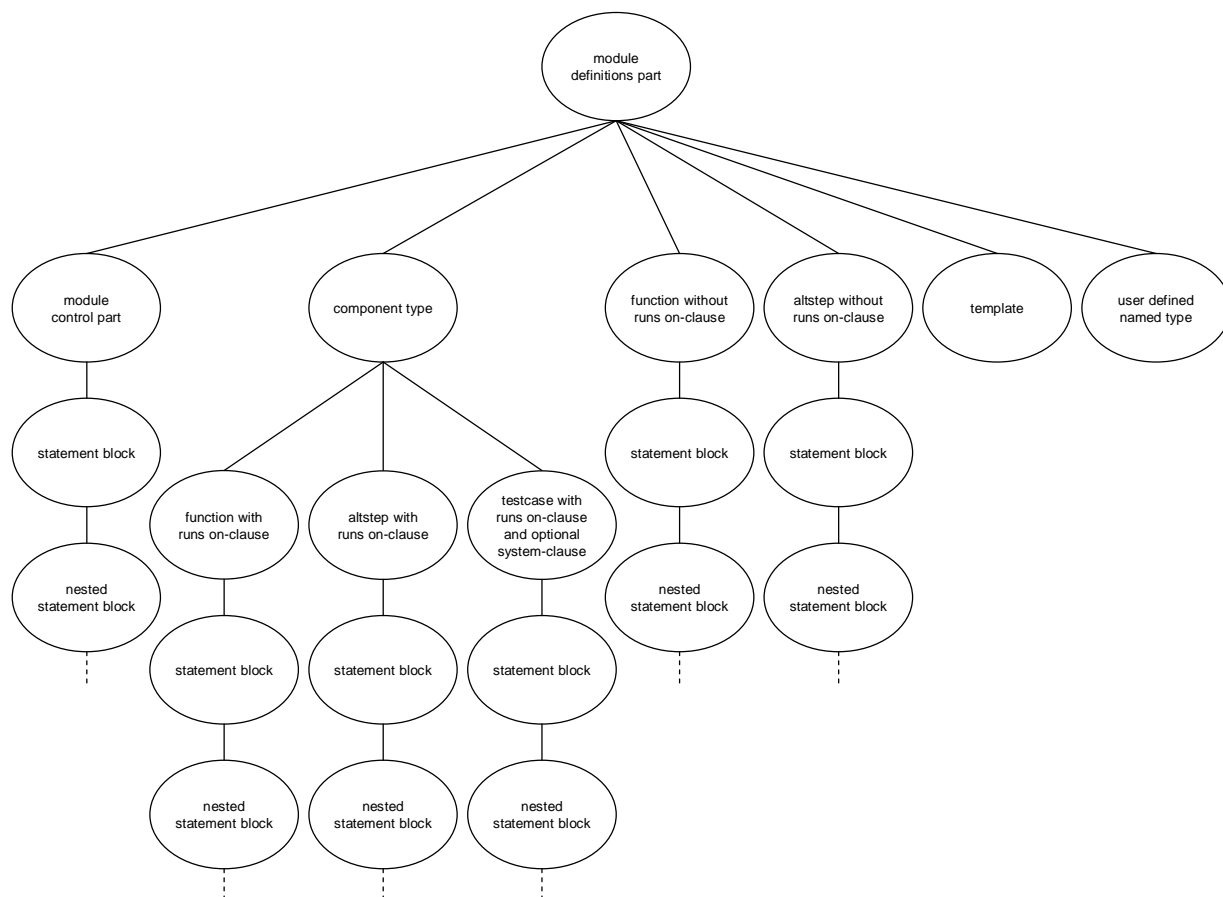 module
definitions part
module
control part
component type
function without
runs on-clause
altstep without
runs on-clause
template
user defined
named type
statement block
statement block
statement block
function with
runs on-clause
altstep with
runs on-clause
testcase with
runs on-clause
and optional
system-clause
nested
statement block
nested
statement block
nested
statement block
statement block
statement block
statement block
nested
statement block
nested
statement block
nested
statement block